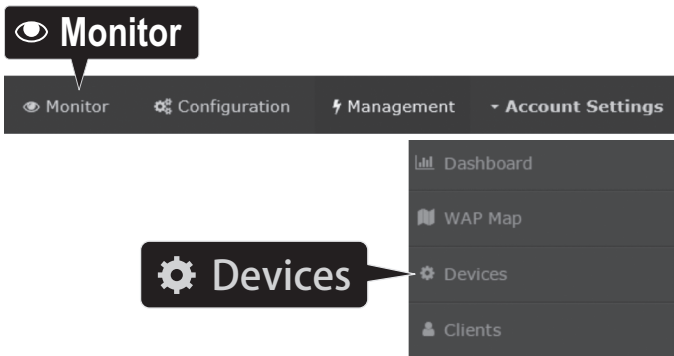 Monitor
Monitor Configuration Management Account Settings
Dashboard
WAP Map
Devices
Devices
Clients